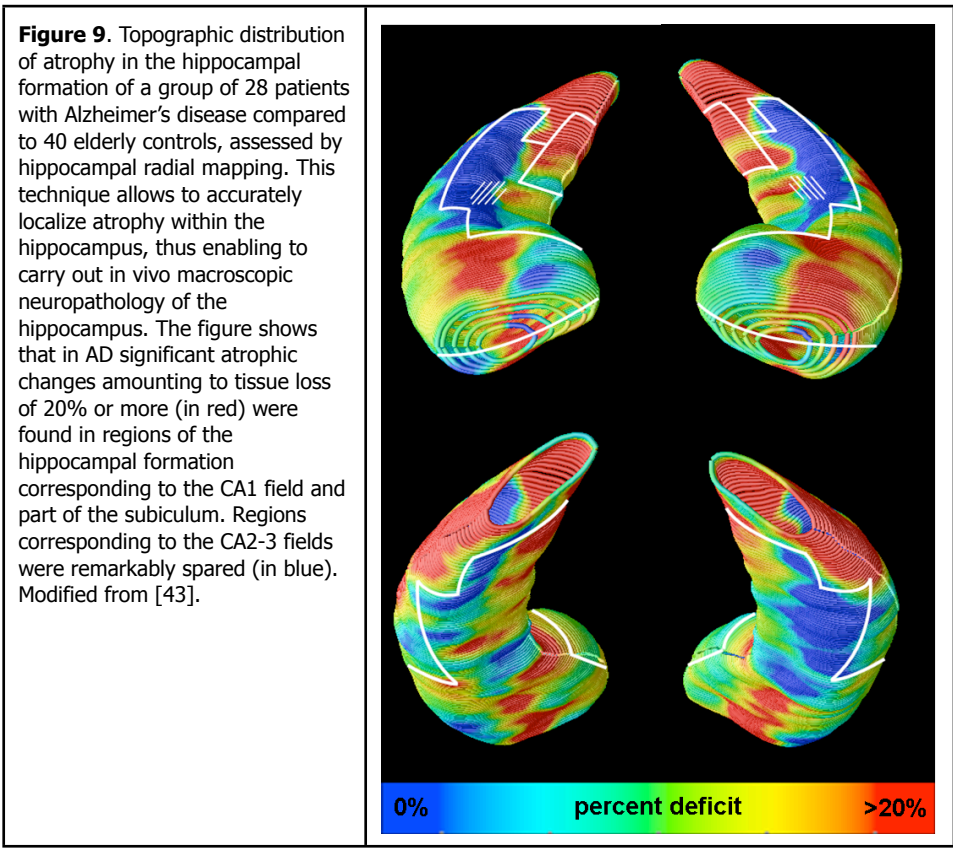 Figure 9. Topographic distribution
of atrophy in the hippocampal
formation of a group of 28 patients
with Alzheimer's disease compared
to 40 elderly controls, assessed by
hippocampal radial mapping. This
technique allows to accurately
localize atrophy within the
hippocampus, thus enabling to
carry out in vivo macroscopic
neuropathology of the
hippocampus. The figure shows
that in AD significant atrophic
changes amounting to tissue loss
of 20% or more (in red) were
found in regions of the
hippocampal formation
corresponding to the CA1 field and
part of the subiculum. Regions
corresponding to the CA2-3 fields
were remarkably spared (in blue).
Modified from [43].
0% percent deficit >20%